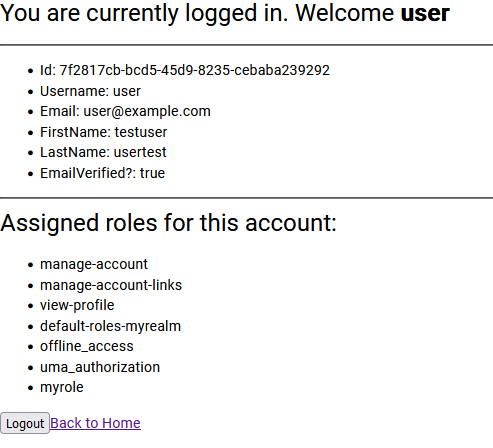 You are currently logged in. Welcome user
Id: 7f2817cb-bcd5-45d9-8235-cebaba239292
Username: user
Email: user@example.com
FirstName: testuser
LastName: usertest
EmailVerified?: true
Assigned roles for this account:
manage-account
manage-account-links
view-profile
default-roles-myrealm
offline_access
uma_authorization
myrole
Logout Back to Home